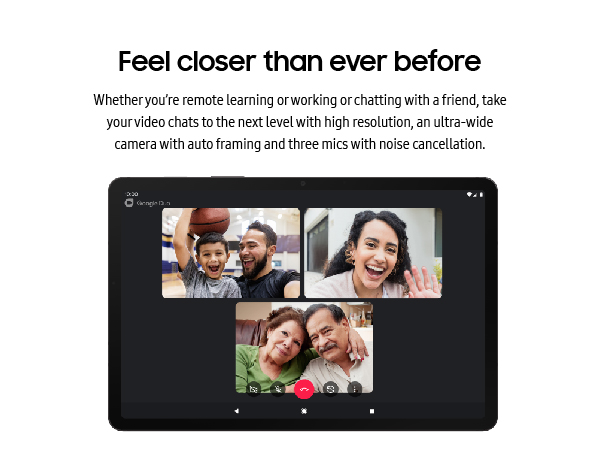 Feel closer than ever before
Whether you're remote learning or working or chatting with a friend, take
your video chats to the next level with high resolution, an ultra-wide
camera with auto framing and three mics with noise cancellation.
Google Duo